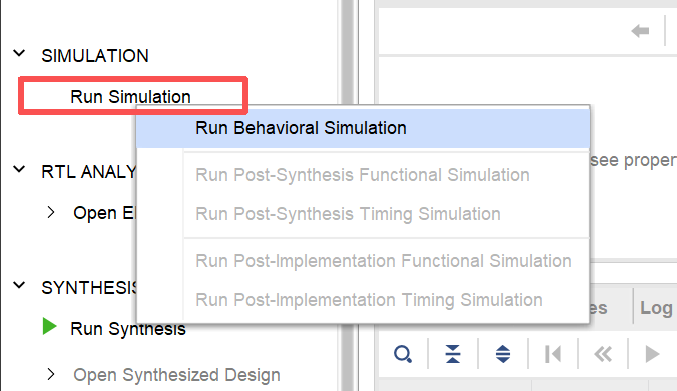 SIMULATION
Run Simulation
Run Behavioral Simulation
see proper
RTL ANALY
Run Post-Synthesis Functional Simulation
Open E
Run Post-Synthesis Timing Simulation
Run Post-Implementation Functional Simulation
SYNTHESIS
Run Post-Implementation Timing Simulation
es
Log
Run Synthesis
Open Synthesized Design